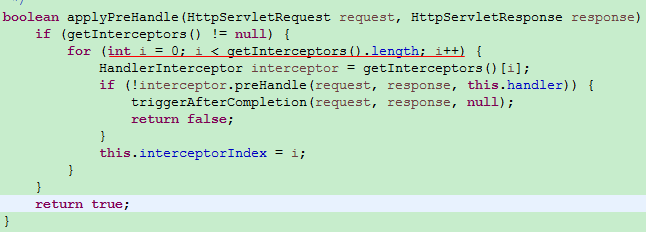 */
boolean applyPreHandle(HttpServletRequest request, HttpServletResponse response)
if (getInterceptors() != null) {
for (int i = 0; i < getInterceptors().length; i++) {
HandlerInterceptor interceptor = getInterceptors()[i];
if (!interceptor.preHandle(request, response, this.handler)) {
triggerAfterCompletion(request, response, null);
return false;
}
this.interceptorIndex = i;
}
}
return true;
}